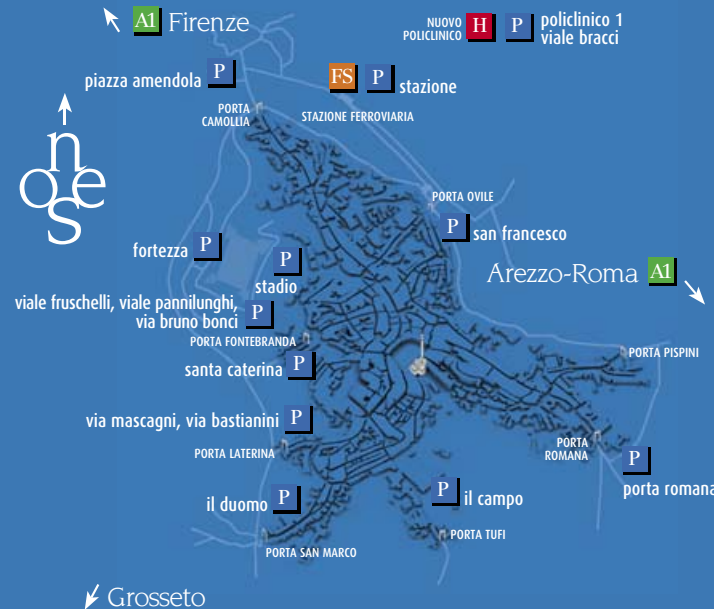 A1 Firenze
NUOVO
POLICLINICO
H
P
policlinico 1
viale bracci
piazza amendola P
FS
P
stazione
STAZIONE FERROVIARIA
PORTA
CAMOLLIA
n
o e
s
PORTA OVILE
P san francesco
fortezza P
P
stadio
Arezzo-Roma A1
viale fruschelli, viale pannilunghi,
via bruno bonci
P
PORTA FONTEBRANDA
santa caterina P
PORTA PISPINI
via mascagni, via bastianini P
PORTA LATERINA
PORTA
ROMANA
P
porta romana
il duomo P
P il campo
PORTA TUFI
PORTA SAN MARCO
Grosseto